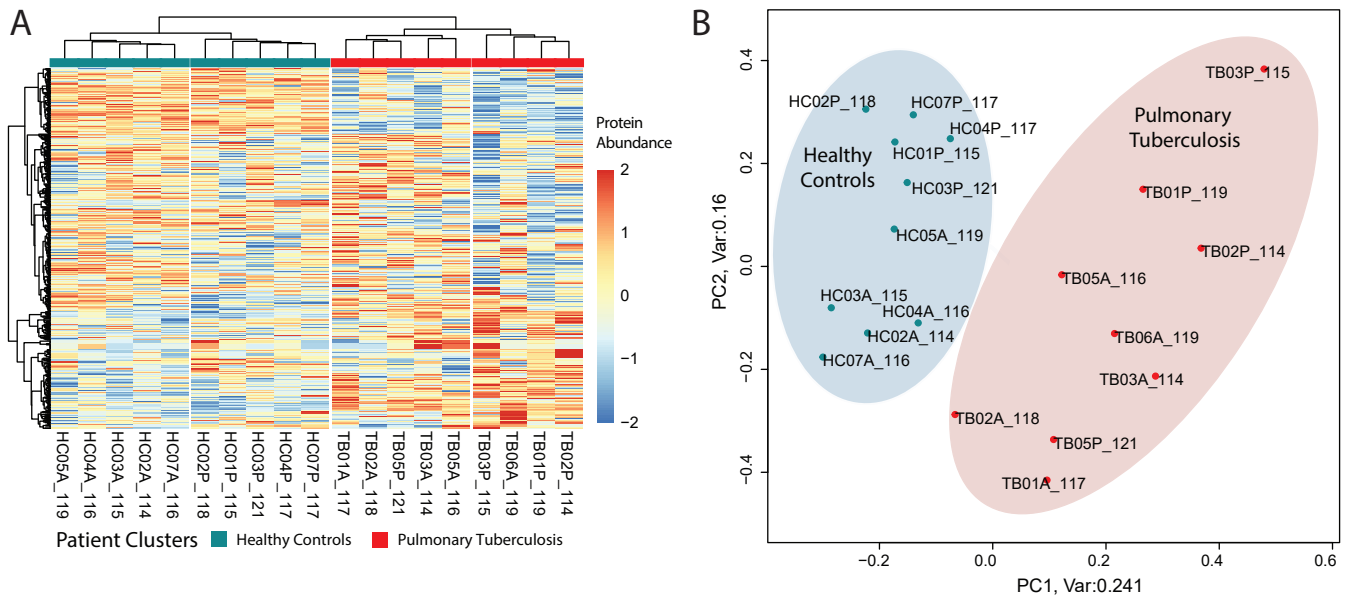 A
Protein
Abundance
2
1
0
−1
−2
HC05A_119
HC04A_116
HC03A_115
HC02A_114
HC07A_116
HC02P_118
HC01P_115
HC03P_121
HC04P_117
HC07P_117
TB01A_117
TB02A_118
TB05P_121
TB03A_114
TB05A_116
TB03P_115
TB06A_119
TB01P_119
TB02P_114
Patient Clusters Healthy Controls Pulmonary Tuberculosis
B
PC2, Var:0.16
0.4
0.2
0.0
−0.2
−0.4
TB03P_115
HC02P_118
HC07P_117
Pulmonary
Tuberculosis
HC04P_117
Healthy
Controls
HC01P_115
HC03P_121
TB01P_119
HC05A_119
TB02P_114
TB05A_116
HC03A_115
HC04A_116
HC02A_114
TB06A_119
HC07A_116
TB03A_114
TB02A_118
TB05P_121
TB01A_117
−0.2
0.0
0.2
0.4
0.6
PC1, Var:0.241